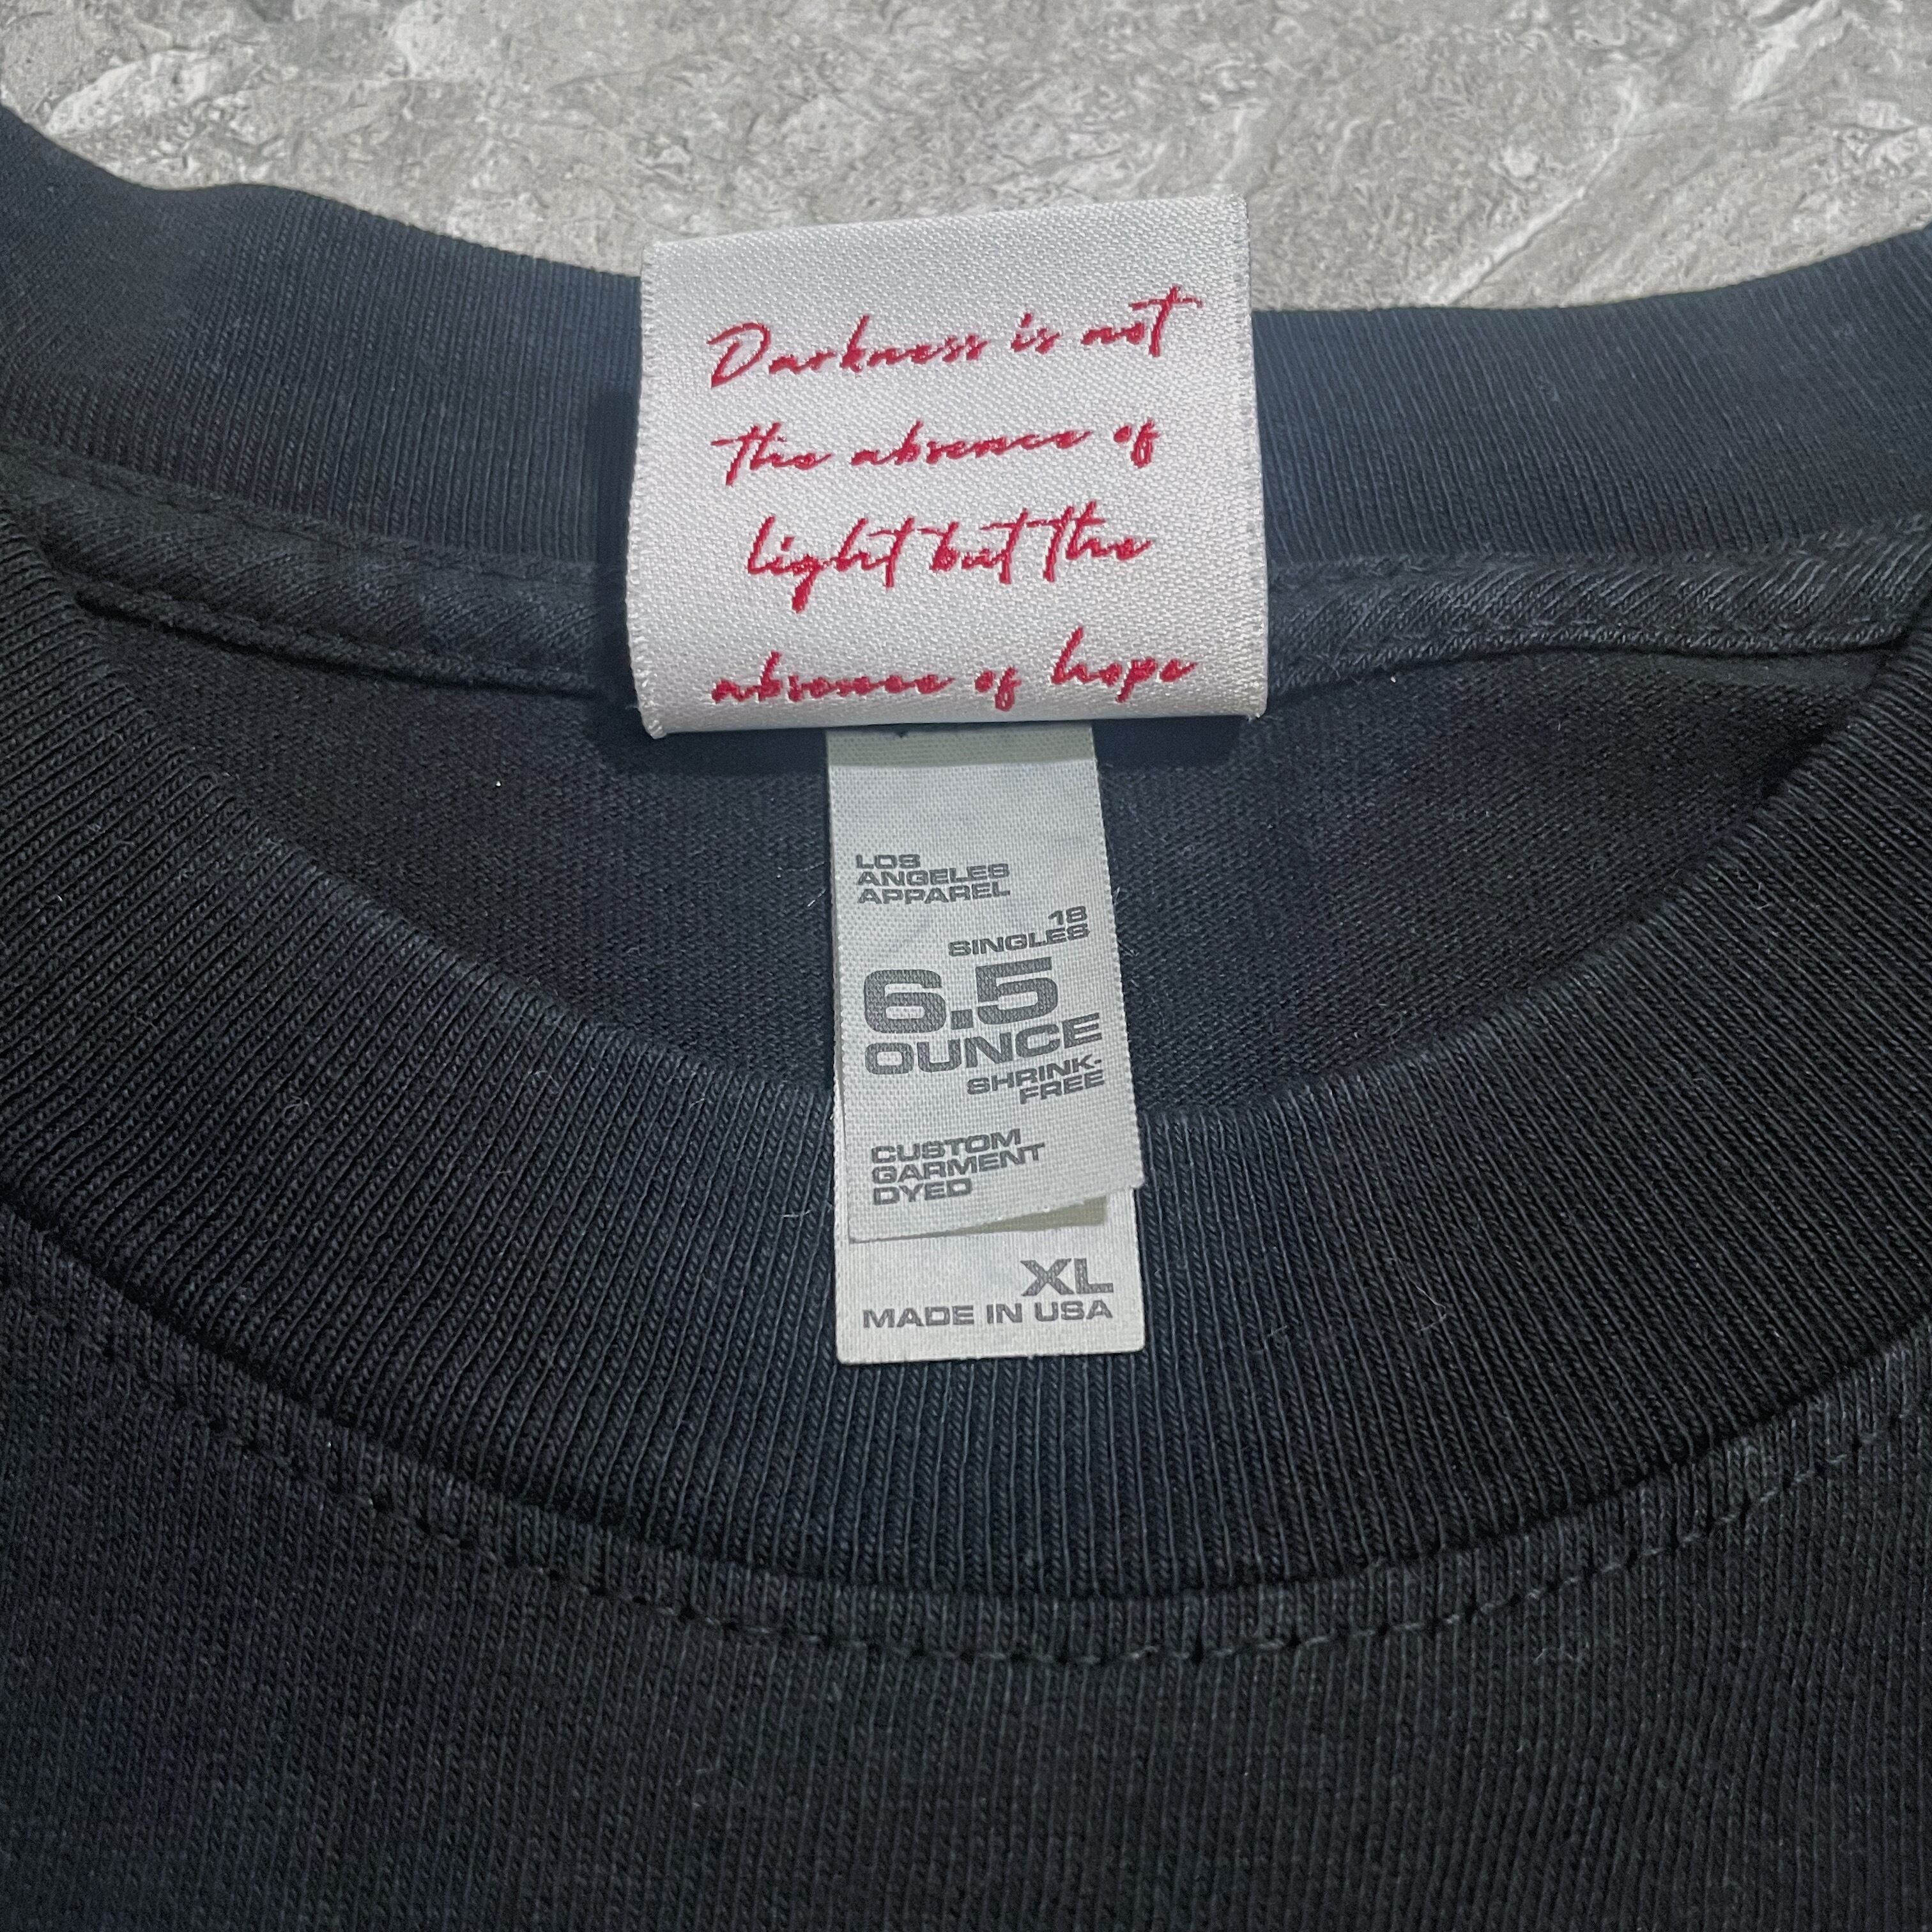 Darkness is not
the absence of
light but the
absence of hope
LOS
ANGELES
APPAREL
18
SINGLES
6.5
OUNCE
SHRINK-
FREE
CUSTOM
GARMENT
DYED
XL
MADE IN USA